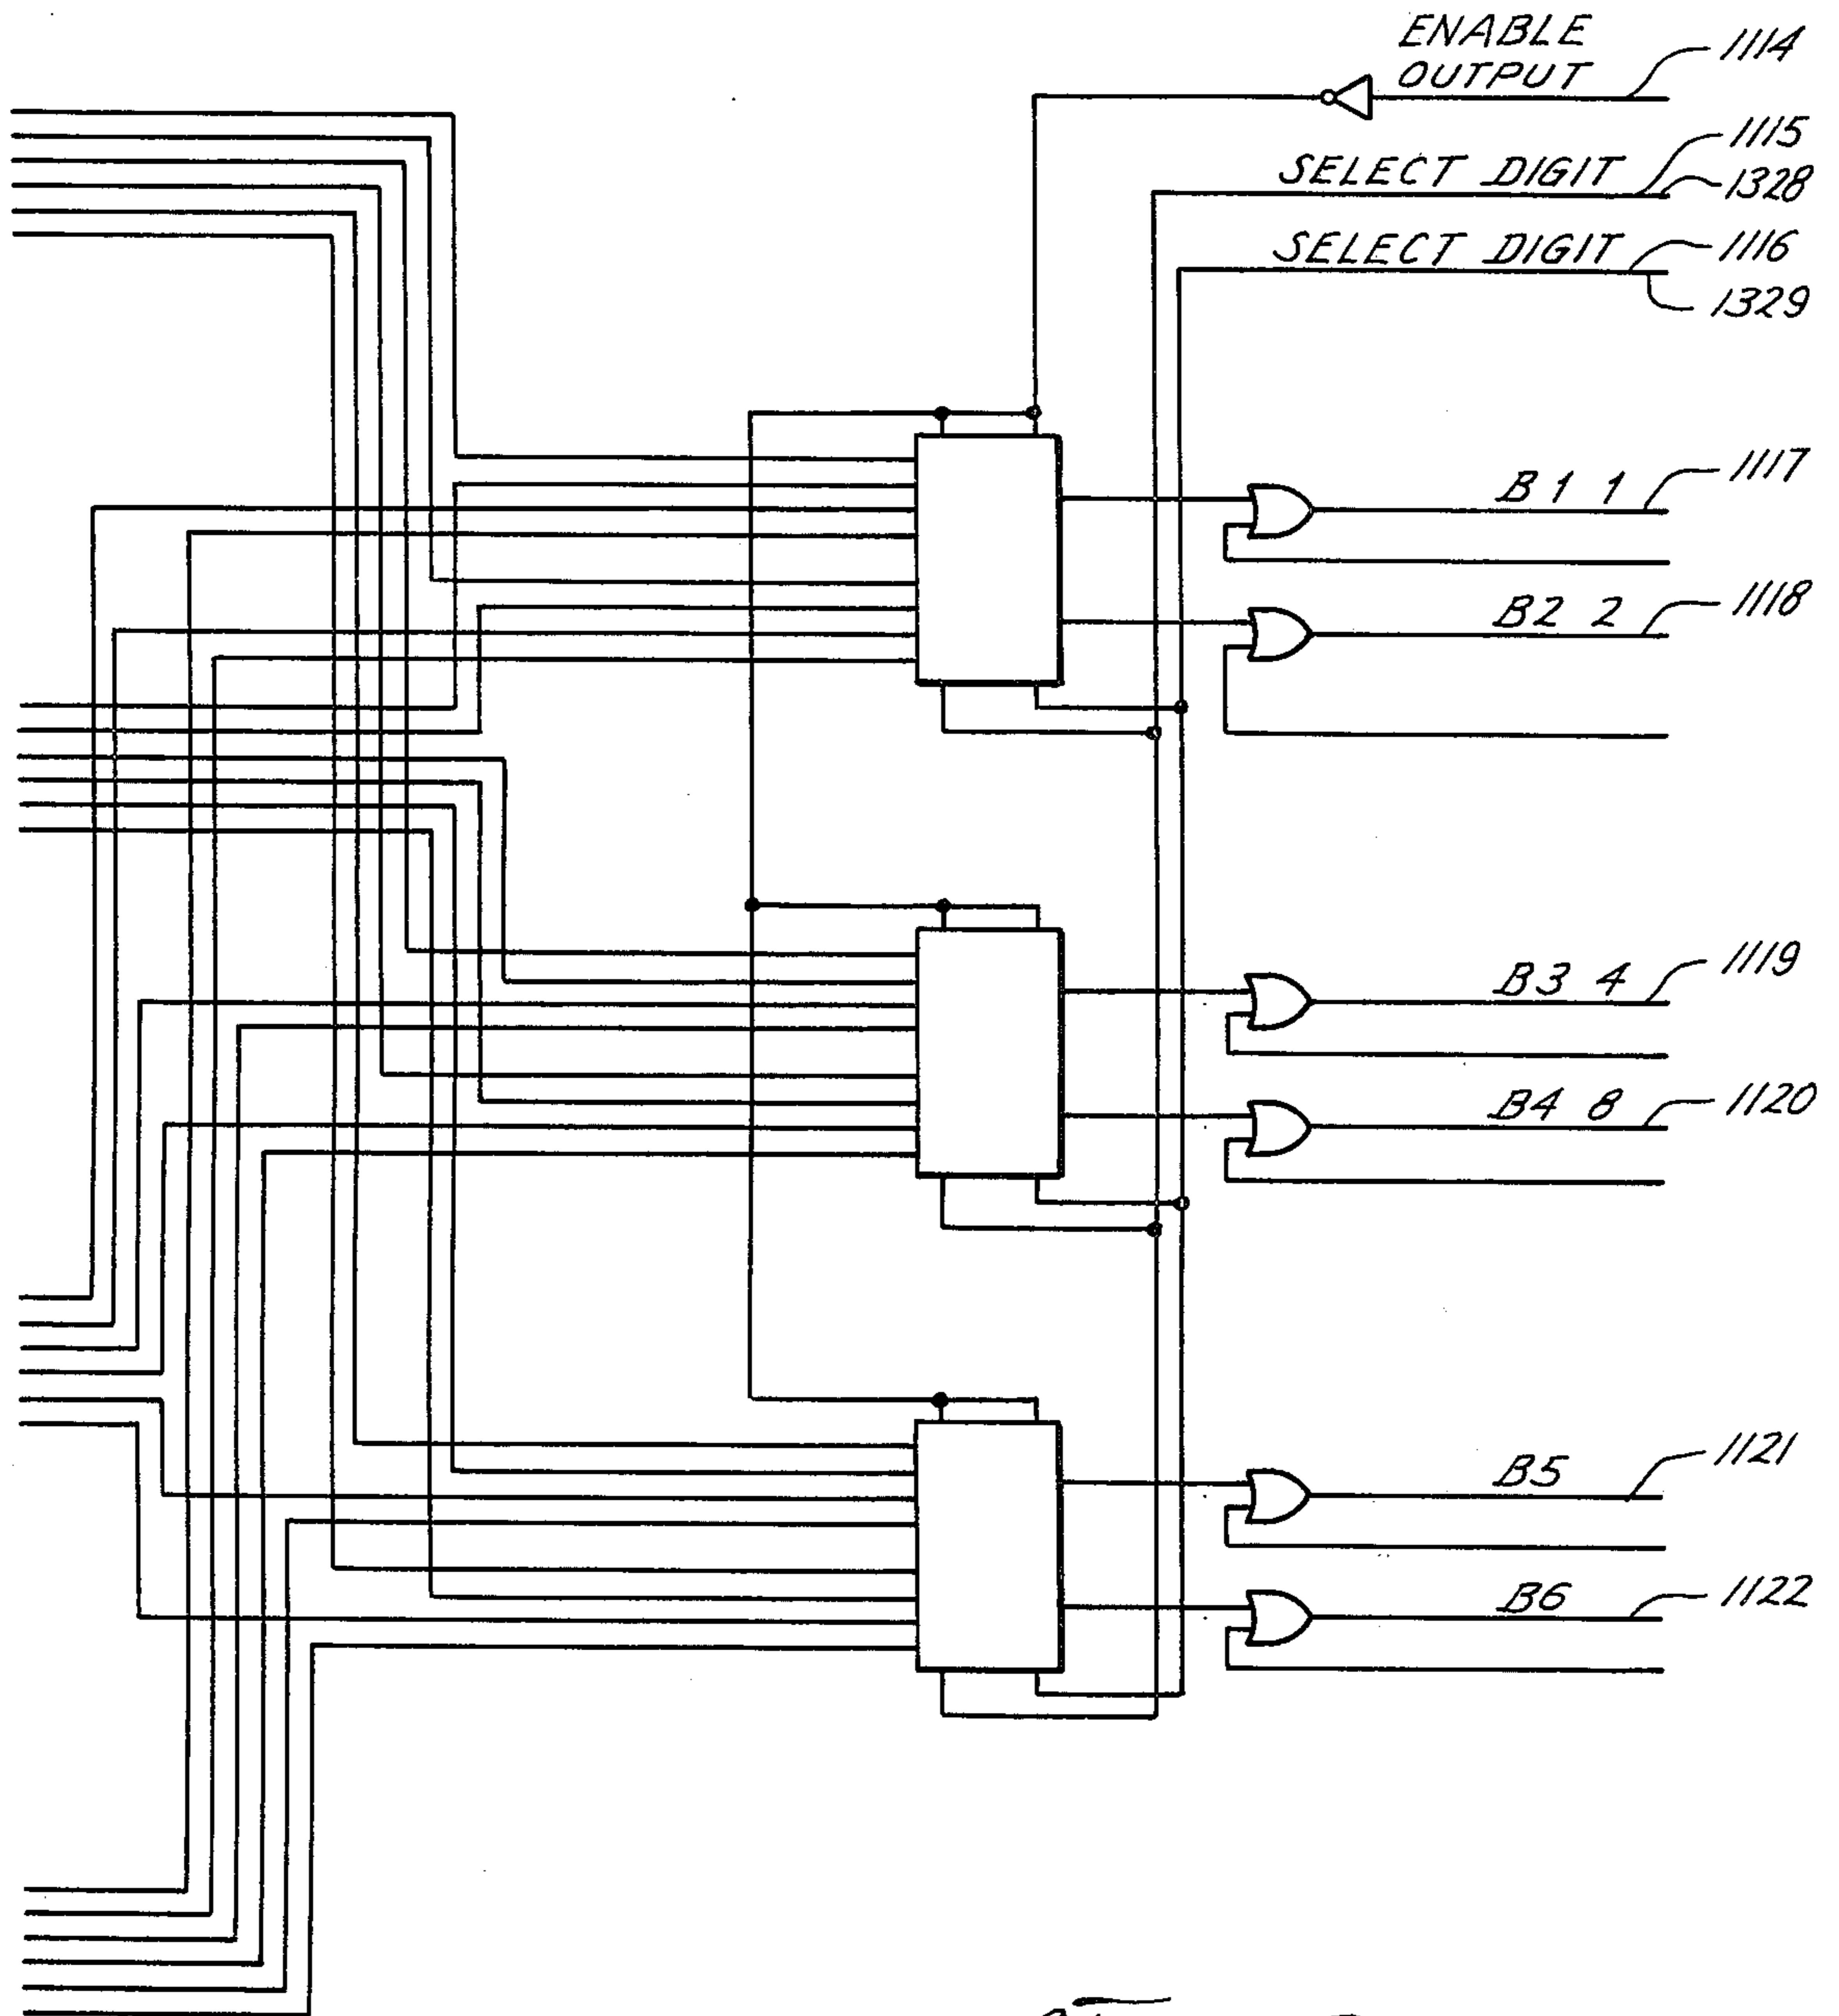 ENABLE
OUTPUT
1114
1115
SELECT DIGIT
1328
SELECT DIGIT
1116
1329
B1 1
1117
B2 2
1118
B3 4
1119
B4 8
1120
B5
1121
B6
1122